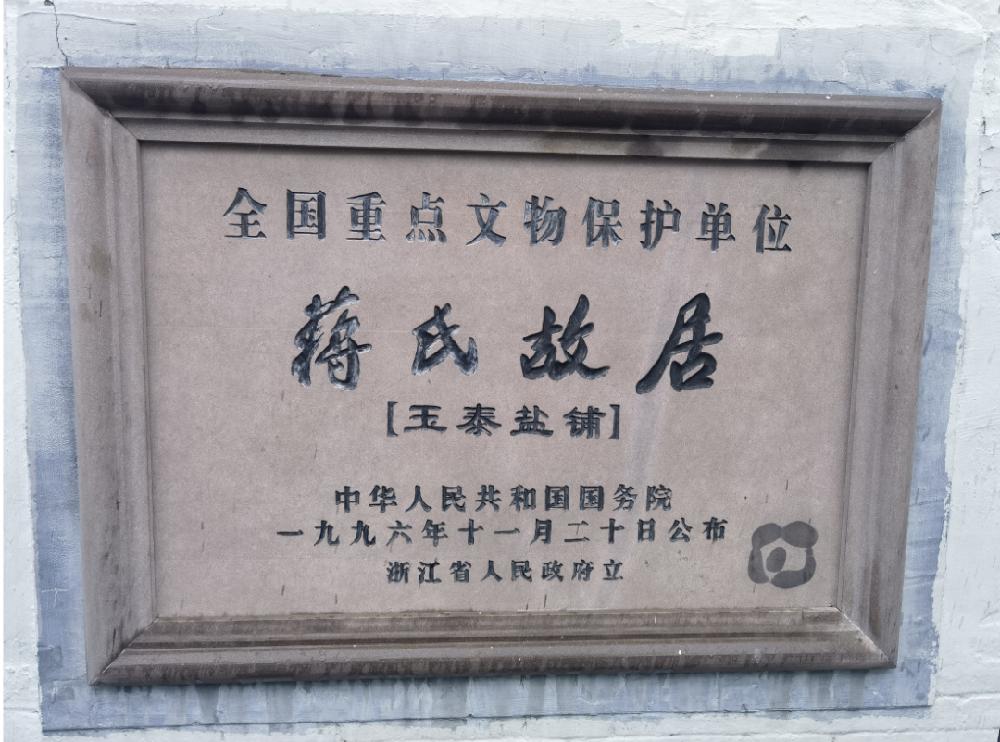 全国重点文物保护单位
蒋氏故居
[玉泰盐铺]
中华人民共和国国务院
一九九六年十一月二十日公布
浙江省人民政府立